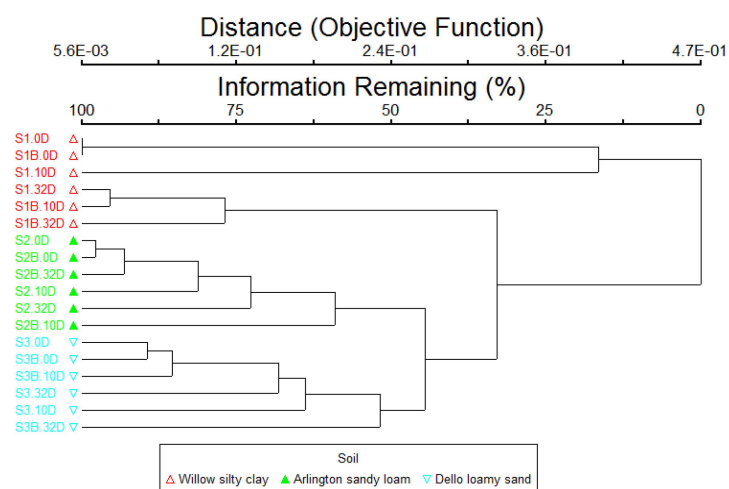 Distance (Objective Function)
5.6E-03 1.2E-01 2.4E-01 3.6E-01 4.7E-01
Information Remaining (%)
100 75 50 25 0
S1.0D
S1B.0D
S1.10D
S1.32D
S1B.10D
S1B.32D
S2.0D
S2B.0D
S2B.32D
S2.10D
S2.32D
S2B.10D
S3.0D
S3B.0D
S3B.10D
S3.32D
S3.10D
S3B.32D
Soil
Willow silty clay Arlington sandy loam Dello loamy sand